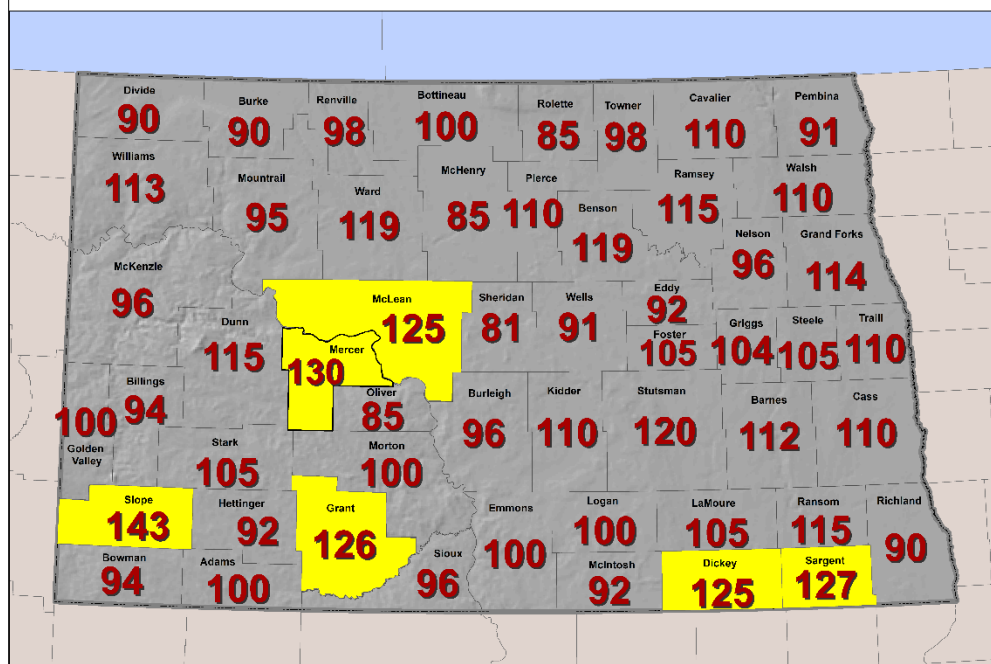 Divide
90
Burke
90
Renville
98
Bottineau
100
Rolette
85
Towner
98
Cavalier
110
Pembina
91
Williams
113
Mountrail
95
Ward
119
McHenry
85
Pierce
110
Benson
119
Ramsey
115
Walsh
110
Nelson
96
Grand Forks
114
McKenzie
96
Dunn
115
McLean
125
Mercer
130
Oliver
85
Sheridan
81
Wells
91
Eddy
92
Foster
105
Griggs
104
Steele
105
Traill
110
Golden
Valley
100
Billings
94
Stark
105
Morton
100
Burleigh
96
Kidder
110
Stutsman
120
Barnes
112
Cass
110
Slope
143
Hettinger
92
Grant
126
Sioux
96
Emmons
100
Logan
100
LaMoure
105
Ransom
115
Richland
90
Bowman
94
Adams
100
McIntosh
92
Dickey
125
Sargent
127